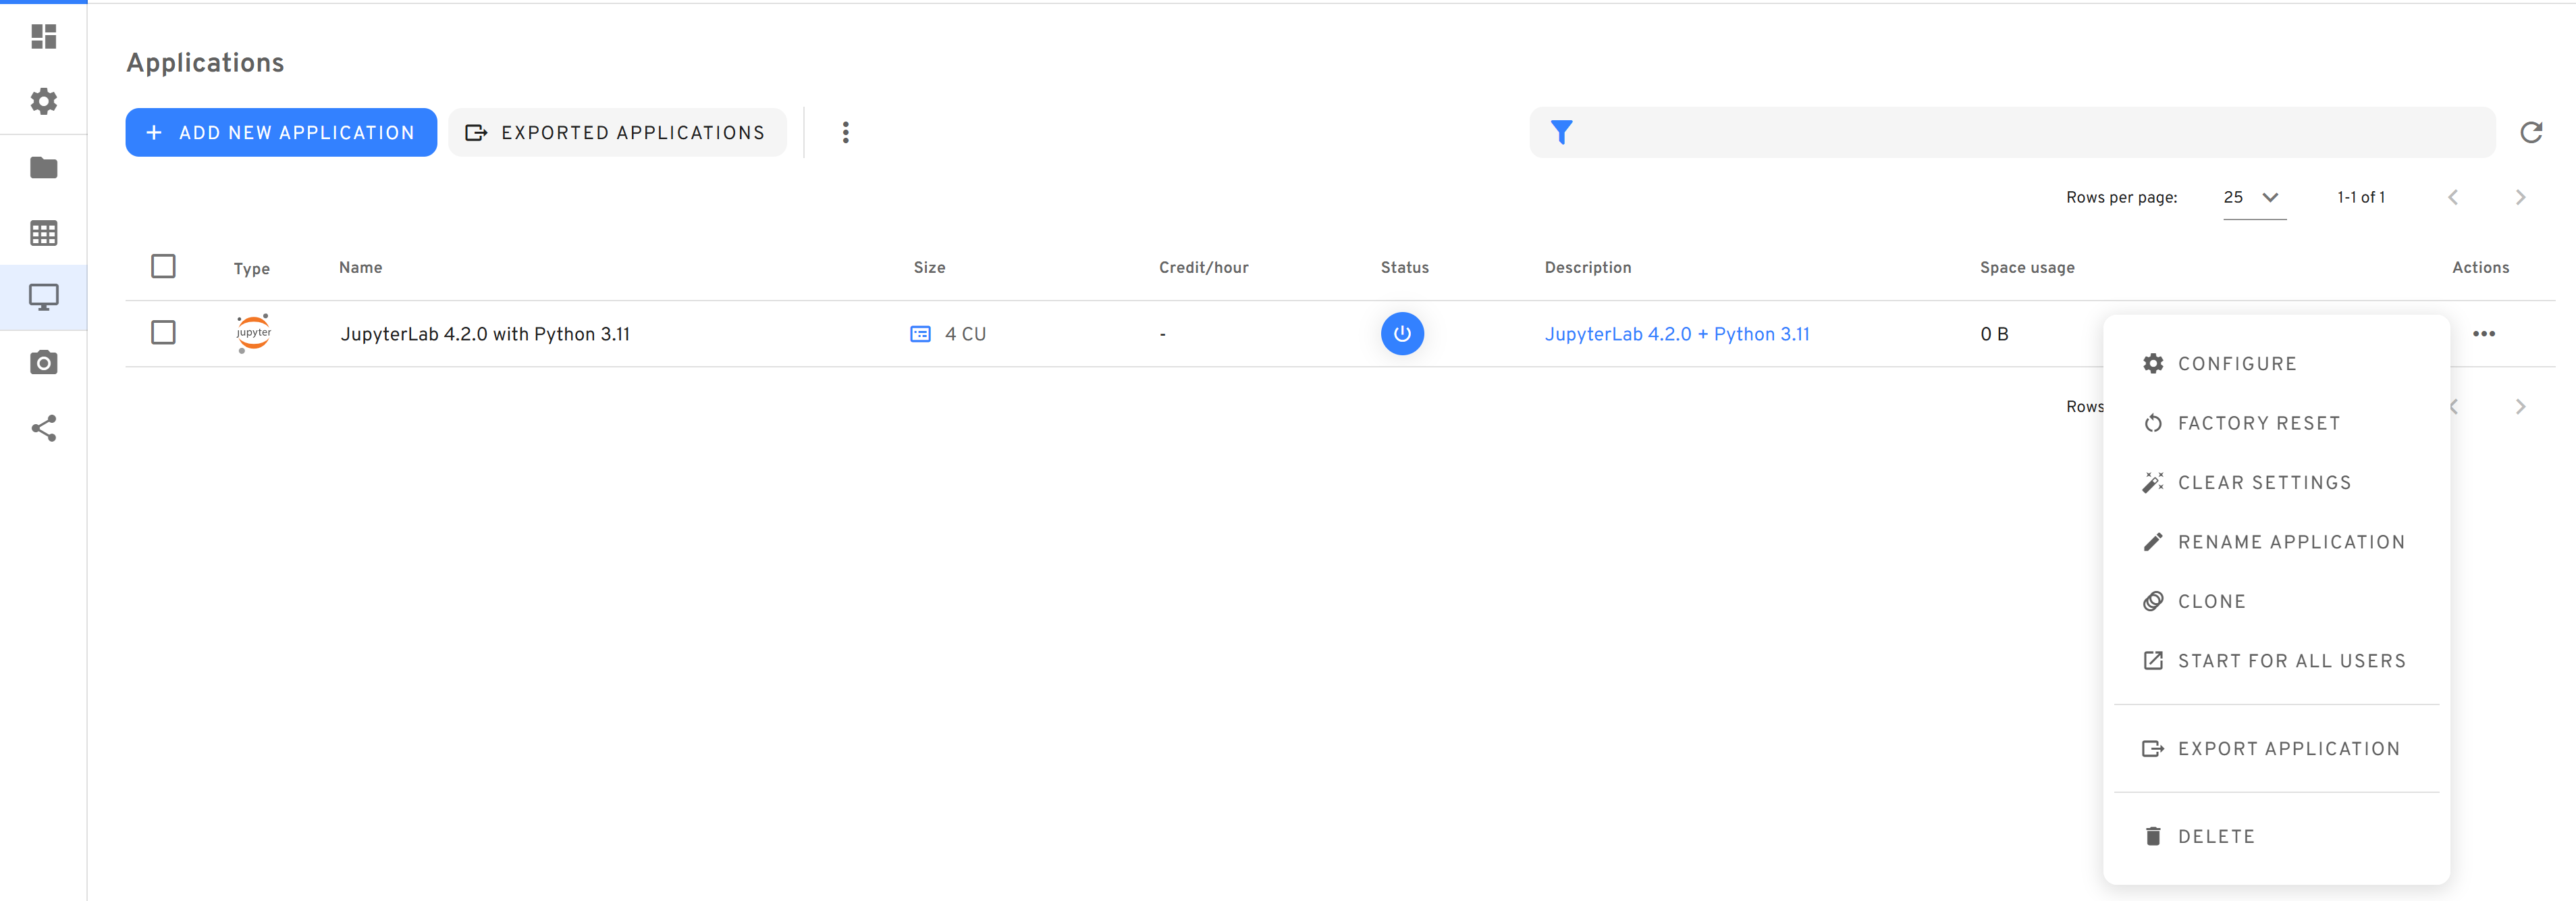 Applications
ADD NEW APPLICATION EXPORTED APPLICATIONS
Rows per page: 25 1-1 of 1
Type Name Size Credit/hour Status Description Space usage Actions
jupyter JupyterLab 4.2.0 with Python 3.11 4 CU - JupyterLab 4.2.0 + Python 3.11 0 B
CONFIGURE
Rows
FACTORY RESET
CLEAR SETTINGS
RENAME APPLICATION
CLONE
START FOR ALL USERS
EXPORT APPLICATION
DELETE